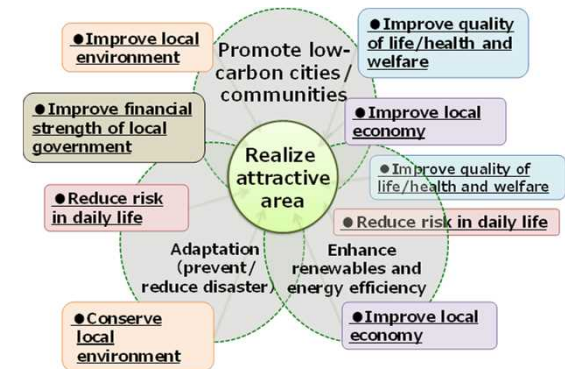 ●Improve local
environment
Promote low-
carbon cities/
communities
●Improve quality
of life/health and
welfare
●Improve financial
strength of local
government
●Improve local
economy
Realize
attractive
area
●Improve quality of
life/health and welfare
●Reduce risk
in daily life
●Reduce risk in daily life
Adaptation
(prevent/
reduce disaster)
Enhance
renewables and
energy efficiency
●Conserve
local
environment
●Improve local
economy